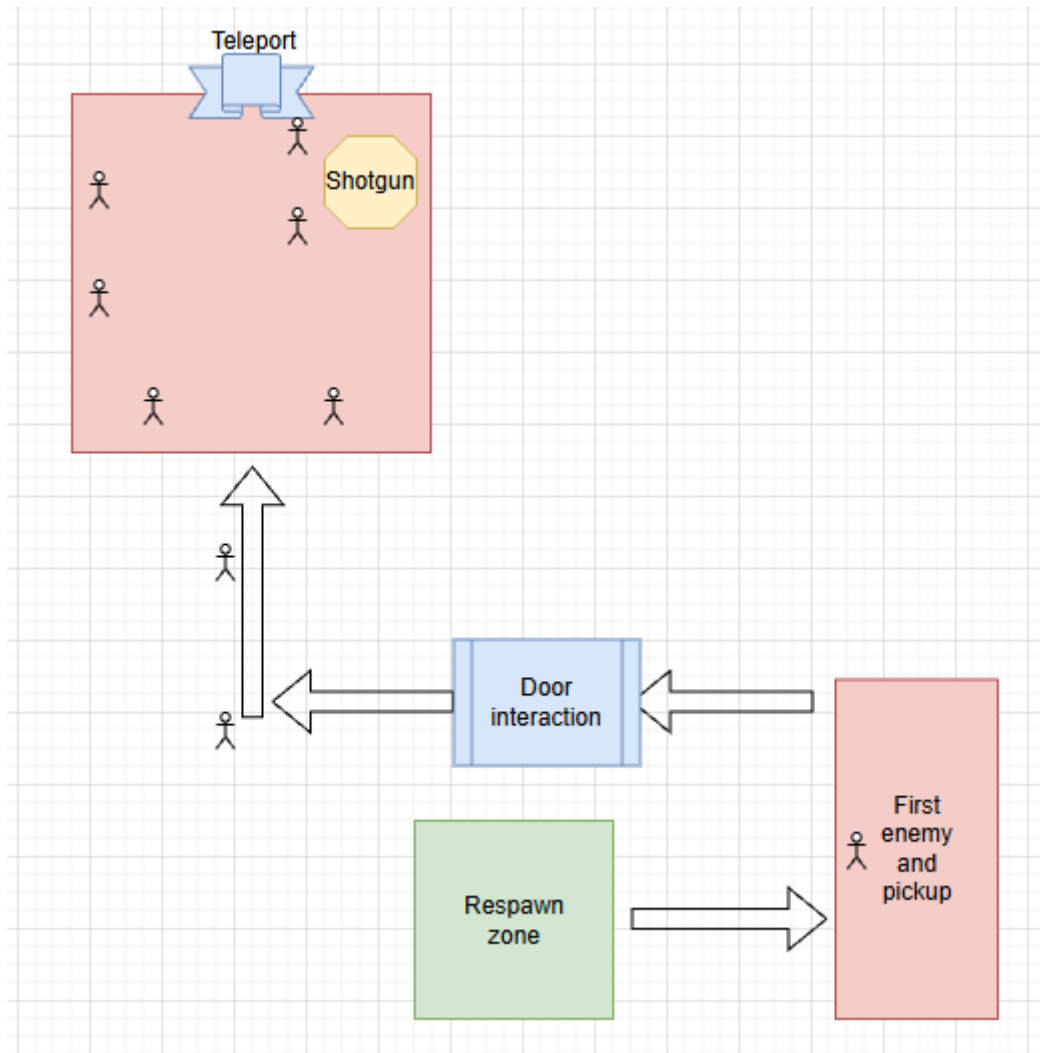 Teleport
Shotgun
Door
interaction
First
enemy
and
pickup
Respawn
zone